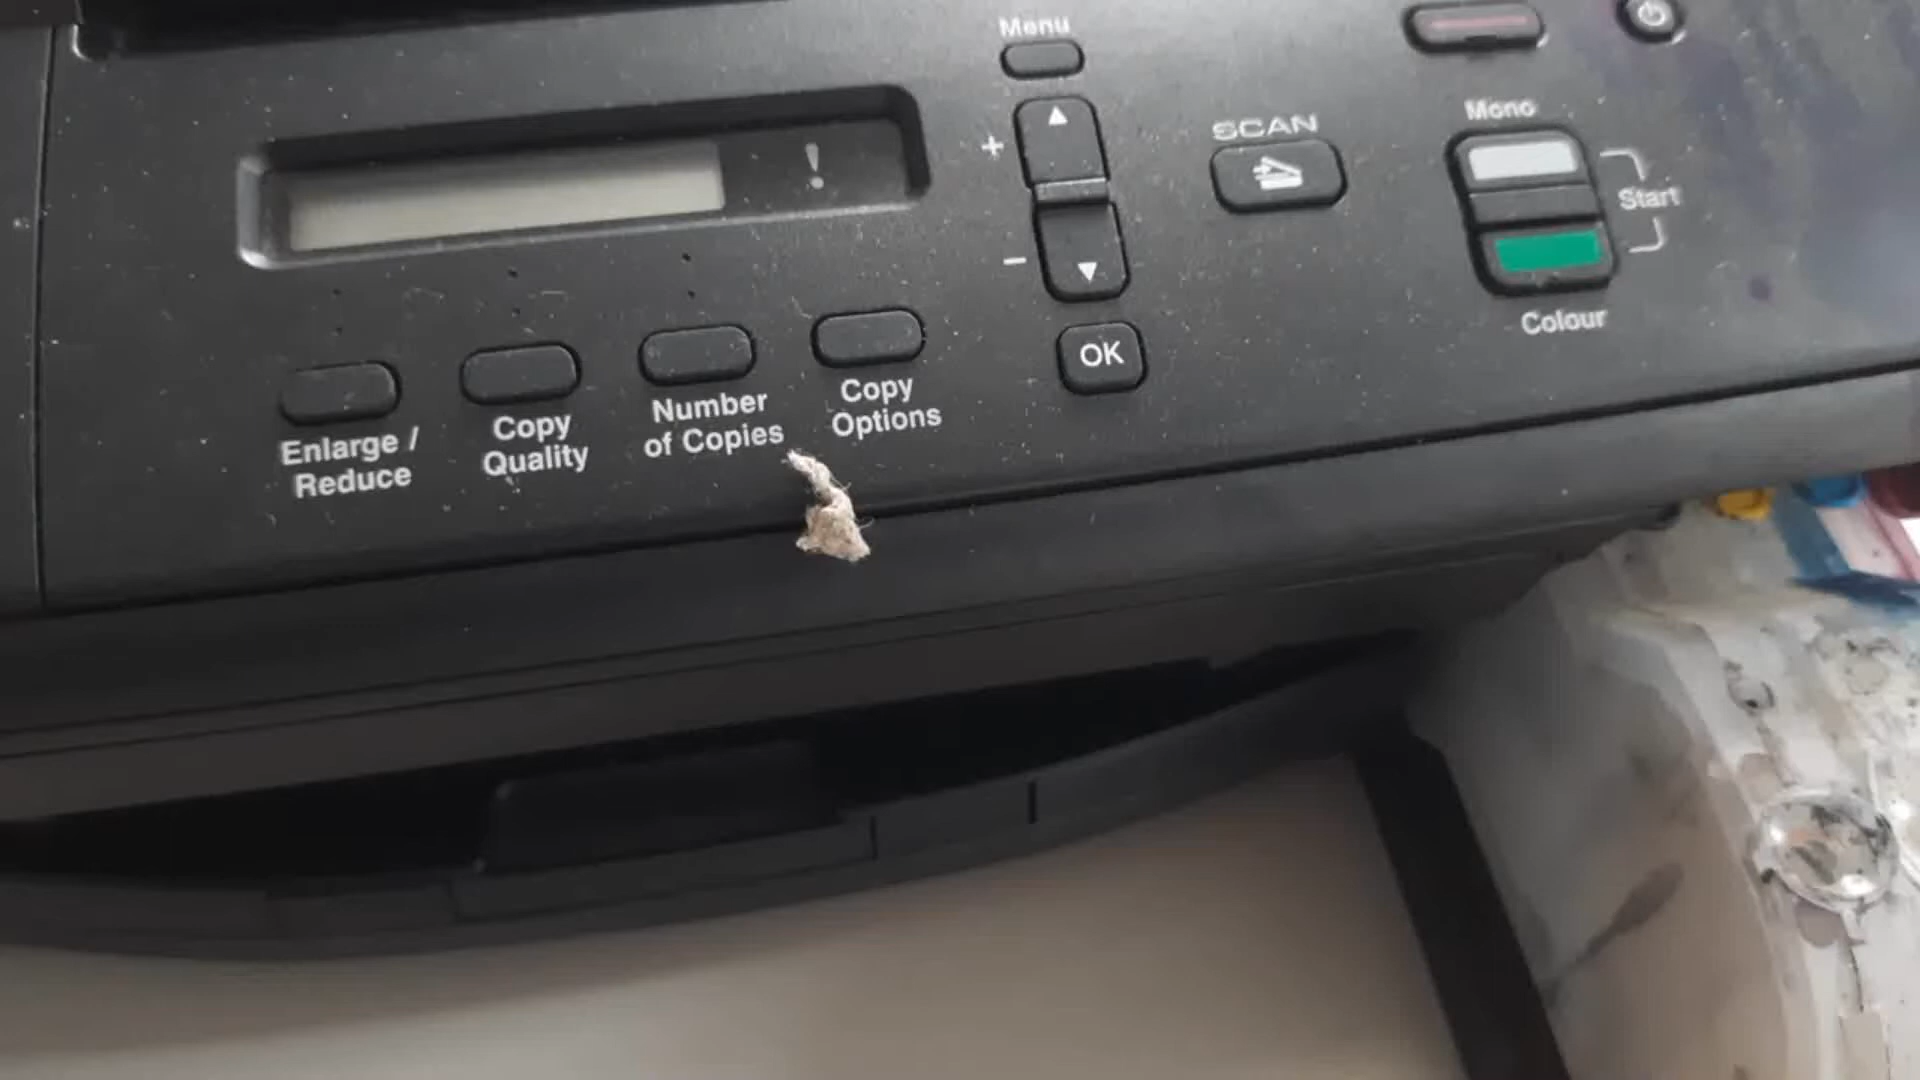 Menu
Mono
SCAN
+
Start
!
-
Colour
OK
Enlarge /
Reduce
Copy
Quality
Number
of Copies
Copy
Options